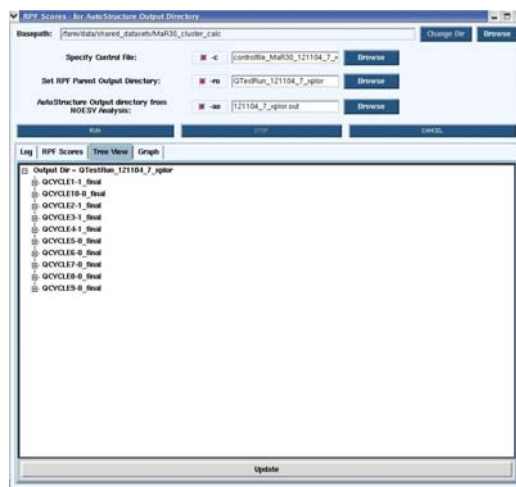 RPF Scores - for AutoStructure Output Directory
Basepath: /farm/data/shared_datasets/MaR30_cluster_calc Change Dir Browse
Specify Control File: -c controlfile_MaR30_121104_7_x Browse
Set RPF Parent Output Directory: -ro QTestRun_121104_7_xplor Browse
AutoStructure Output directory from
NOESY Analysis: -ao 121104_7_xplor.out Browse
RUN STOP CANCEL
Log RPF Scores Tree View Graph
Output Dir = QTestRun_121104_7_xplor
QCYCLE1-1_final
QCYCLE10-0_final
QCYCLE2-1_final
QCYCLE3-1_final
QCYCLE4-1_final
QCYCLE5-0_final
QCYCLE6-0_final
QCYCLE7-0_final
QCYCLE8-0_final
QCYCLE9-0_final
Update